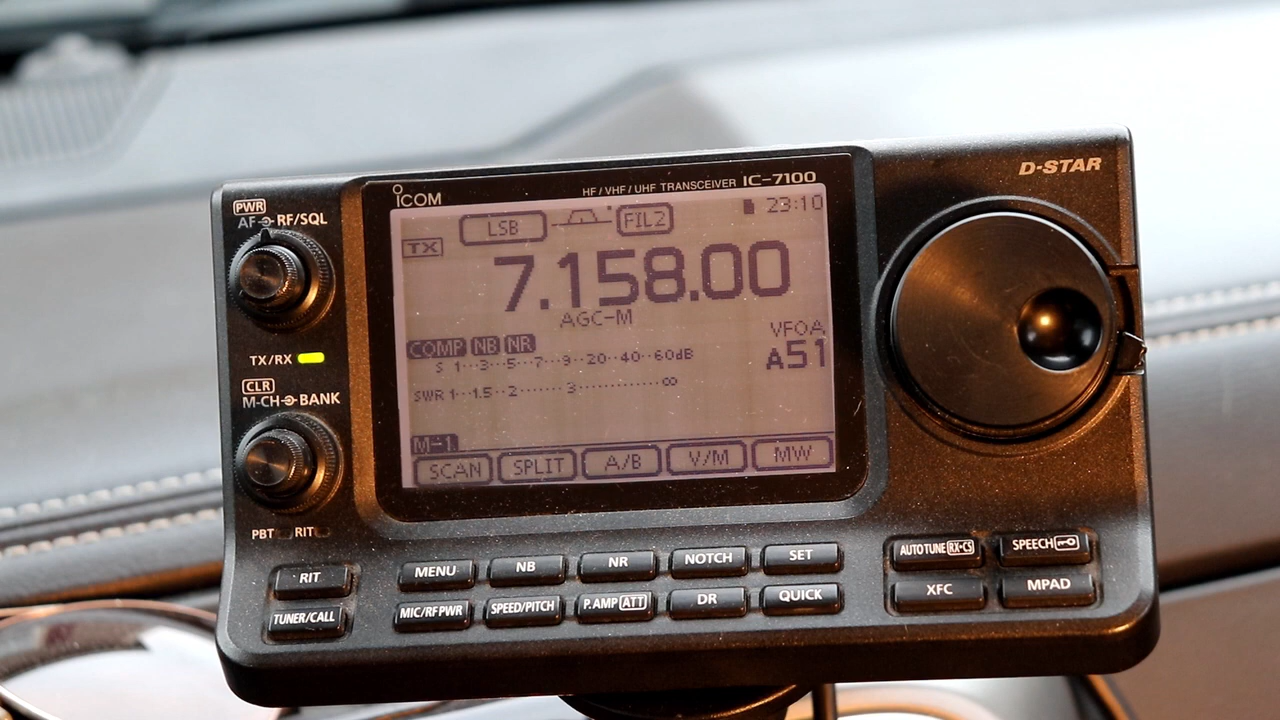 ICOM
HF/VHF/UHF TRANSCEIVER IC-7100
D-STAR
PWR
AF RF/SQL
LSB FIL2 23:10
TX
7.158.00
AGC-M
VFOA
COMP NB NR
A51
S 1···3··5··7··9··20··40··60dB
TX/RX
SWR 1··1.5··2·······3············∞
CLR
M-CH BANK
M-1
SCAN SPLIT A/B V/M MW
PBT RIT
RIT MENU NB NR NOTCH SET AUTO TUNE RX-CS SPEECH
TUNER/CALL MIC/RF PWR SPEED/PITCH P.AMP ATT DR QUICK XFC MPAD